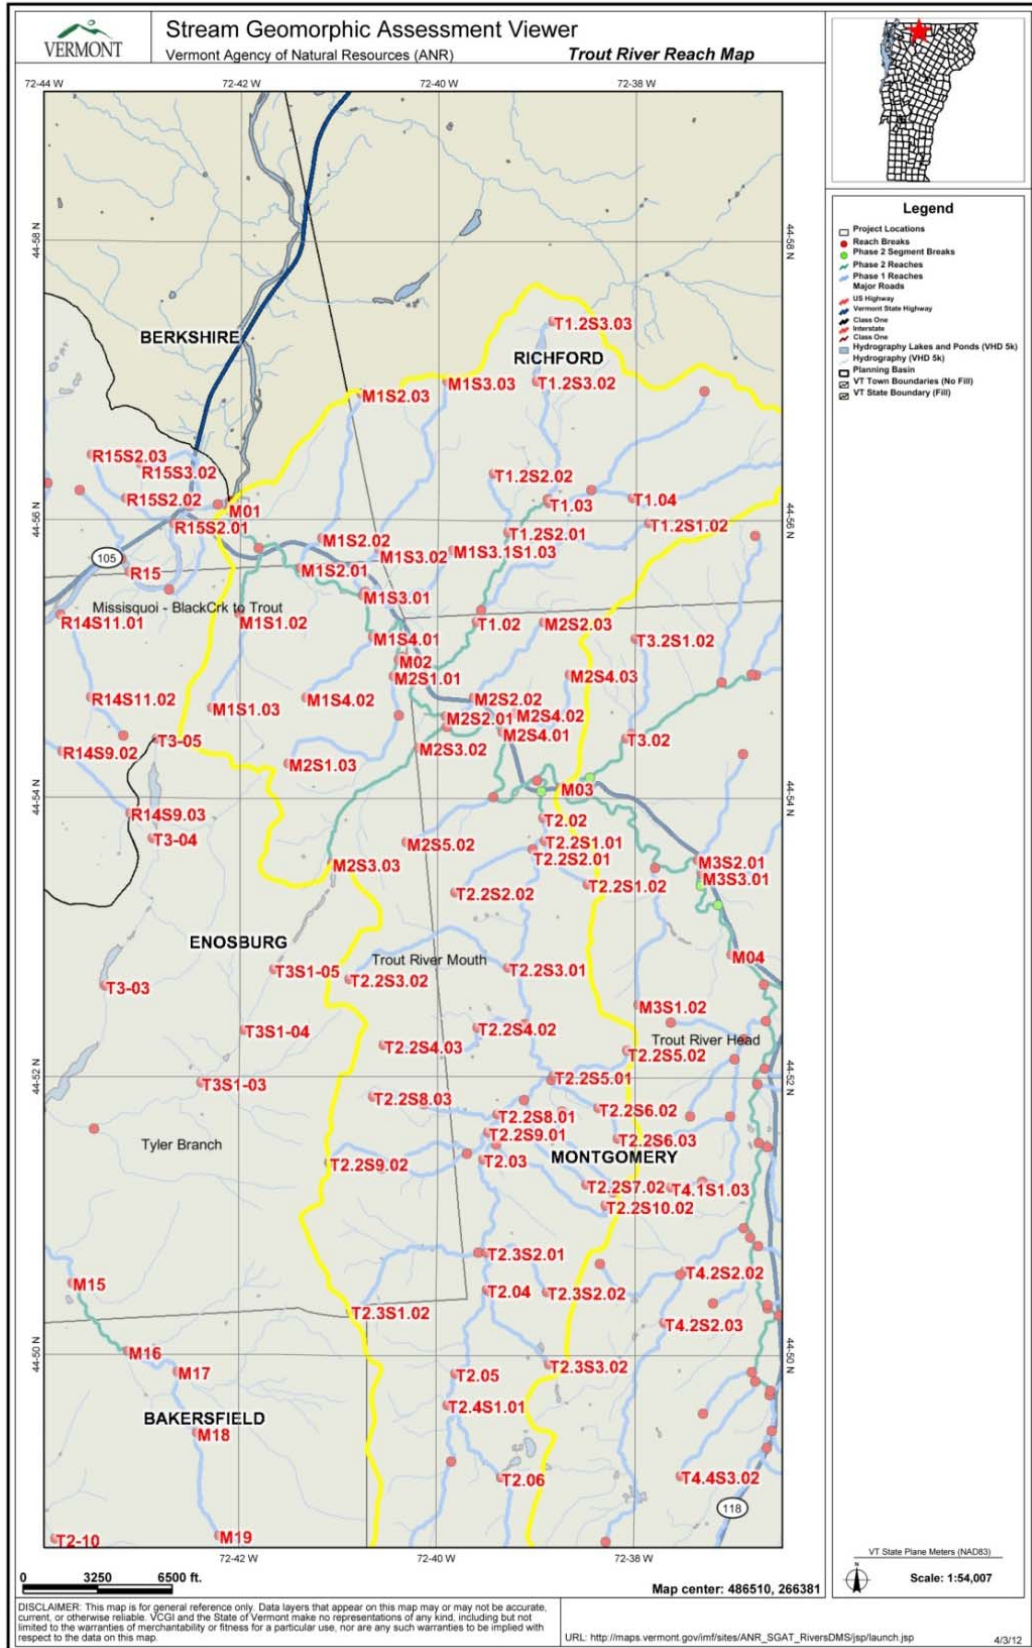 VERMONT
Stream Geomorphic Assessment Viewer
Vermont Agency of Natural Resources (ANR)
Trout River Reach Map
72-44 W
72-42 W
72-40 W
72-38 W
44-58 N
44-58 N
BERKSHIRE
T1.2S3.03
RICHFORD
M1S3.03
T1.2S3.02
M1S2.03
R15S2.03
R15S3.02
T1.2S2.02
R15S2.02
T1.03
T1.04
M01
44-56 N
44-56 N
R15S2.01
T1.2S1.02
T1.2S2.01
M1S2.02
M1S3.02
M1S3.1S1.03
105
R15
M1S2.01
M1S3.01
Missisquoi - BlackCrk to Trout
R14S11.01
M1S1.02
T1.02
M2S2.03
M1S4.01
T3.2S1.02
M02
M2S1.01
M2S4.03
R14S11.02
M1S4.02
M2S2.02
M1S1.03
M2S2.01
M2S4.02
M2S4.01
R14S9.02
T3-05
M2S3.02
T3.02
M2S1.03
44-54 N
M03
44-54 N
R14S9.03
T2.02
T3-04
M2S5.02
T2.2S1.01
T2.2S2.01
M2S3.03
M3S2.01
M3S3.01
T2.2S1.02
T2.2S2.02
ENOSBURG
Trout River Mouth
M04
T3S1-05
T2.2S3.01
T3-03
T2.2S3.02
M3S1.02
T3S1-04
T2.2S4.02
Trout River Head
T2.2S4.03
T2.2S5.02
44-52 N
44-52 N
T3S1-03
T2.2S5.01
T2.2S8.03
T2.2S6.02
T2.2S8.01
T2.2S9.01
T2.2S6.03
Tyler Branch
T2.2S9.02
T2.03
MONTGOMERY
T2.2S7.02
T4.1S1.03
T2.2S10.02
T2.3S2.01
T4.2S2.02
M15
T2.04
T2.3S2.02
T2.3S1.02
T4.2S2.03
44-50 N
44-50 N
M16
M17
T2.05
T2.3S3.02
T2.4S1.01
BAKERSFIELD
M18
T2.06
T4.4S3.02
118
T2-10
M19
72-42 W
72-40 W
72-38 W
0 3250 6500 ft.
Map center: 486510, 266381
Legend
Project Locations
Reach Breaks
Phase 2 Segment Breaks
Phase 2 Reaches
Phase 1 Reaches
Major Roads
US Highway
Vermont State Highway
Class One
Interstate
Class One
Hydrography Lakes and Ponds (VHD 5k)
Hydrography (VHD 5k)
Planning Basin
VT Town Boundaries (No Fill)
VT State Boundary (Fill)
VT State Plane Meters (NAD83)
N
Scale: 1:54,007
DISCLAIMER: This map is for general reference only. Data layers that appear on this map may or may not be accurate,
current, or otherwise reliable. VCGI and the State of Vermont make no representations of any kind, including but not
limited to the warranties of merchantability or fitness for a particular use, nor are any such warranties to be implied with
respect to the data on this map.
URL: http://maps.vermont.gov/imf/sites/ANR_SGAT_RiversDMS/jsp/launch.jsp
4/3/12